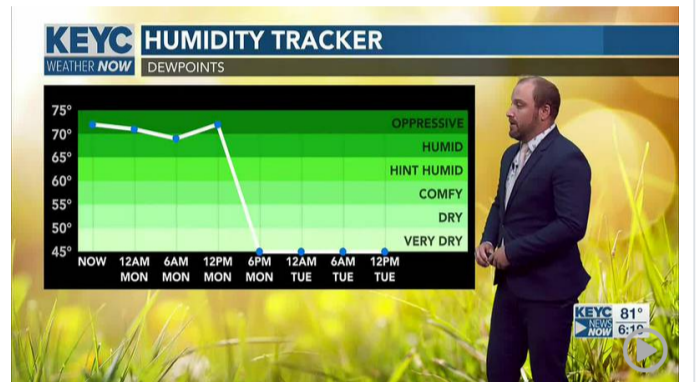 KEYC HUMIDITY TRACKER
WEATHER NOW DEWPOINTS
75°
70°
65°
60°
55°
50°
45°
OPPRESSIVE
HUMID
HINT HUMID
COMFY
DRY
VERY DRY
NOW 12AM 6AM 12PM 6PM 12AM 6AM 12PM
MON MON MON MON TUE TUE TUE
KEYC 81°
NEWS
NOW 6:19